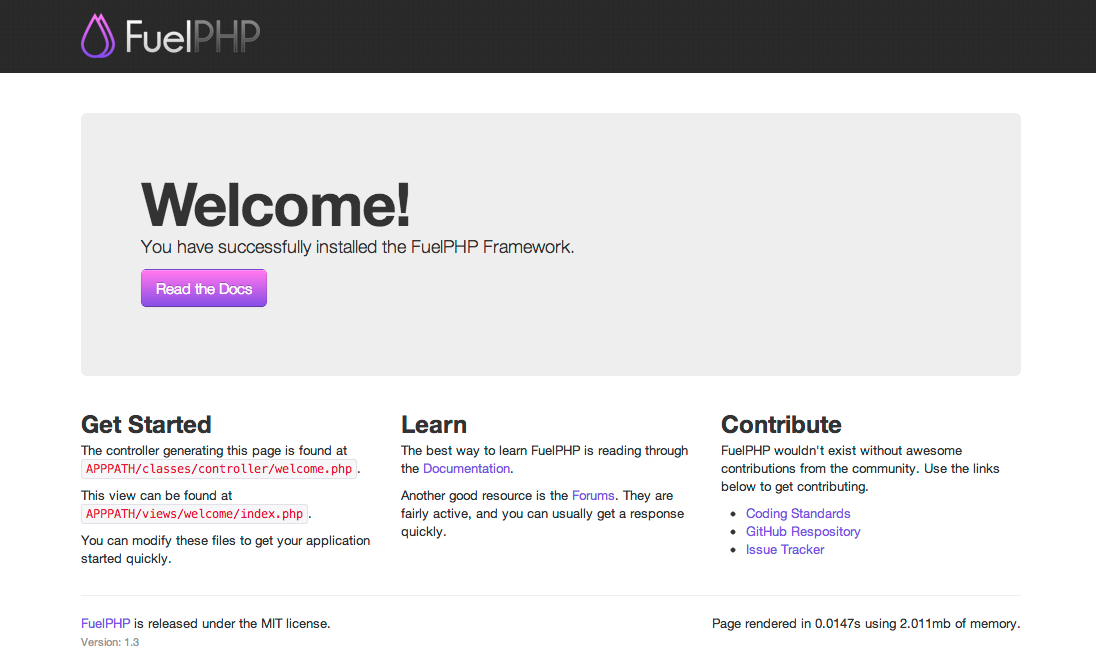 FuelPHP
Welcome!
You have successfully installed the FuelPHP Framework.
Read the Docs
Get Started
The controller generating this page is found at
APPPATH/classes/controller/welcome.php.
This view can be found at
APPPATH/views/welcome/index.php.
You can modify these files to get your application
started quickly.
Learn
The best way to learn FuelPHP is reading through
the Documentation.
Another good resource is the Forums. They are
fairly active, and you can usually get a response
quickly.
Contribute
FuelPHP wouldn't exist without awesome
contributions from the community. Use the links
below to get contributing.
• Coding Standards
• GitHub Respository
• Issue Tracker
FuelPHP is released under the MIT license.
Version: 1.3
Page rendered in 0.0147s using 2.011mb of memory.